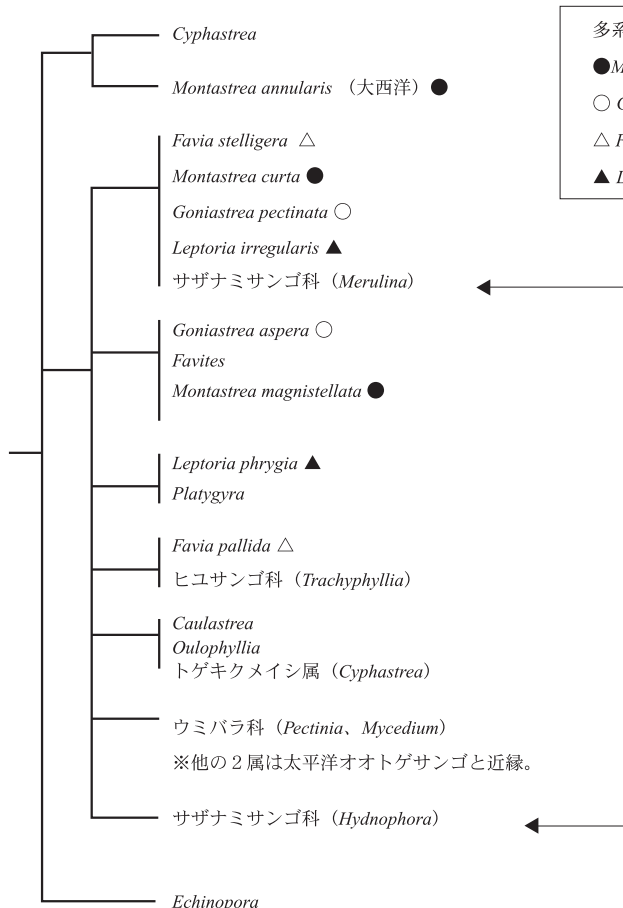 Cyphastrea
Montastrea annularis （大西洋）●
Favia stelligera △
Montastrea curta ●
Goniastrea pectinata ○
Leptoria irregularis ▲
サザナミサンゴ科（Merulina）
Goniastrea aspera ○
Favites
Montastrea magnistellata ●
Leptoria phrygia ▲
Platygyra
Favia pallida △
ヒユサンゴ科（Trachyphyllia）
Caulastrea
Oulophyllia
トゲキクメイシ属（Cyphastrea）
ウミバラ科（Pectinia、Mycedium）
※他の２属は太平洋オオトゲサンゴと近縁。
サザナミサンゴ科（Hydnophora）
Echinopora
多系
●M
△ F